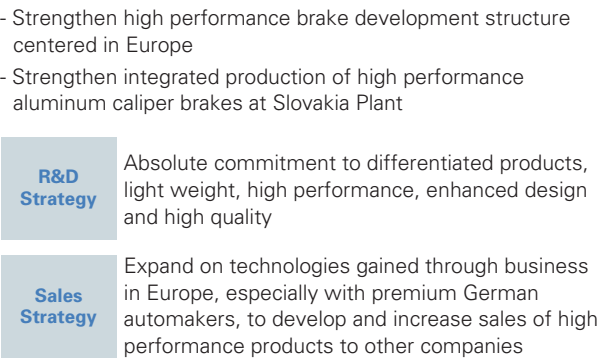 - Strengthen high performance brake development structure
centered in Europe
- Strengthen integrated production of high performance
aluminum caliper brakes at Slovakia Plant
R&D
Strategy
Absolute commitment to differentiated products,
light weight, high performance, enhanced design
and high quality
Sales
Strategy
Expand on technologies gained through business
in Europe, especially with premium German
automakers, to develop and increase sales of high
performance products to other companies